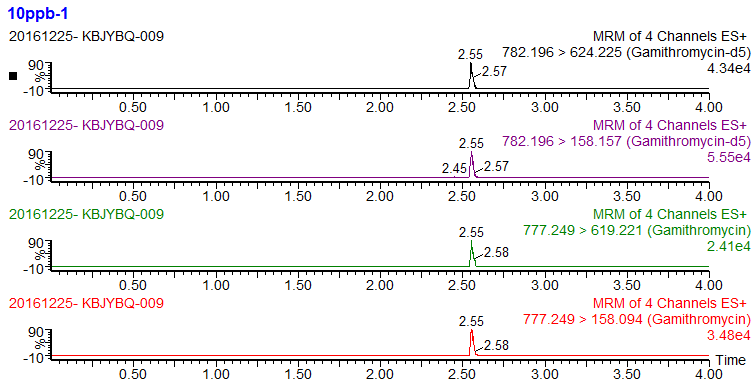 10ppb-1
20161225- KBJYBQ-009 MRM of 4 Channels ES+
2.55 782.196 > 624.225 (Gamithromycin-d5)
2.57 4.34e4
90
%
-10
0.50 1.00 1.50 2.00 2.50 3.00 3.50 4.00
20161225- KBJYBQ-009 MRM of 4 Channels ES+
2.55 782.196 > 158.157 (Gamithromycin-d5)
2.45 2.57 5.55e4
90
%
-10
0.50 1.00 1.50 2.00 2.50 3.00 3.50 4.00
20161225- KBJYBQ-009 MRM of 4 Channels ES+
2.55 777.249 > 619.221 (Gamithromycin)
2.58 2.41e4
90
%
-10
0.50 1.00 1.50 2.00 2.50 3.00 3.50 4.00
20161225- KBJYBQ-009 MRM of 4 Channels ES+
2.55 777.249 > 158.094 (Gamithromycin)
2.58 3.48e4
90
%
-10 Time
0.50 1.00 1.50 2.00 2.50 3.00 3.50 4.00